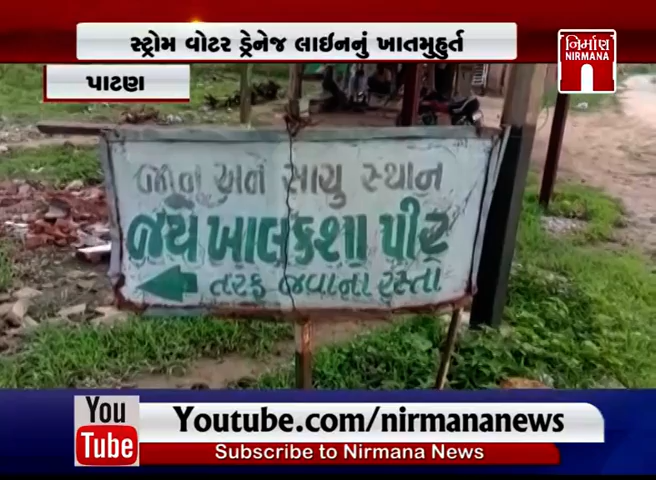 સ્ટ્રોમ વોટર ડ્રેનેજ લાઇનનું ખાતમુહુર્ત
નિર્માણ
NIRMANA
પાટણ
જીનુ અને સાચુ સ્થાન
જય ખાલકશા પીર
તરફ જવાના રસ્તો
You
Tube
Youtube.com/nirmananews
Subscribe to Nirmana News